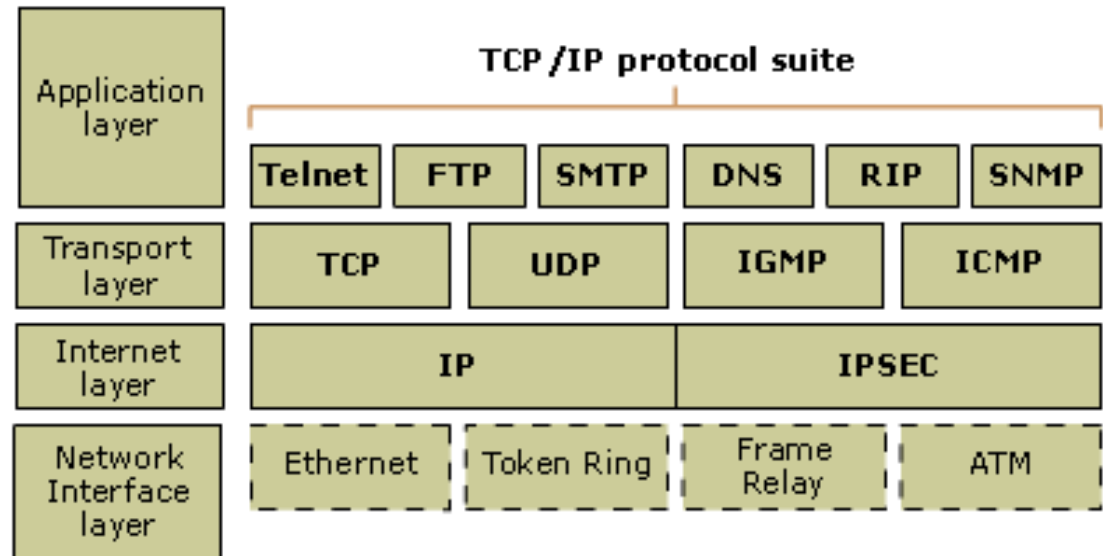 TCP/IP protocol suite
Application
layer
Telnet FTP SMTP DNS RIP SNMP
Transport
layer
TCP UDP IGMP ICMP
Internet
layer
IP IPSEC
Network
Interface
layer
Ethernet Token Ring Frame
Relay ATM